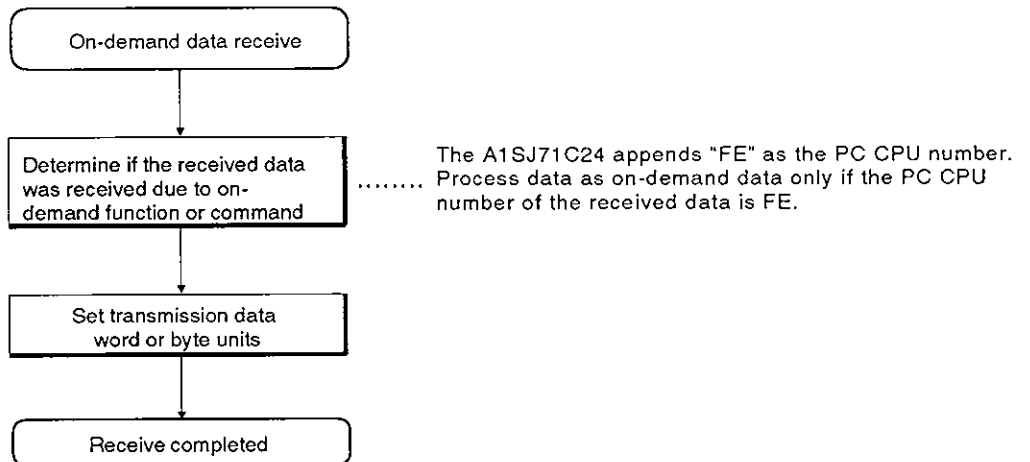 On-demand data receive
Determine if the received data
was received due to on-
demand function or command
........ The A1SJ71C24 appends "FE" as the PC CPU number.
Process data as on-demand data only if the PC CPU
number of the received data is FE.
Set transmission data
word or byte units
Receive completed